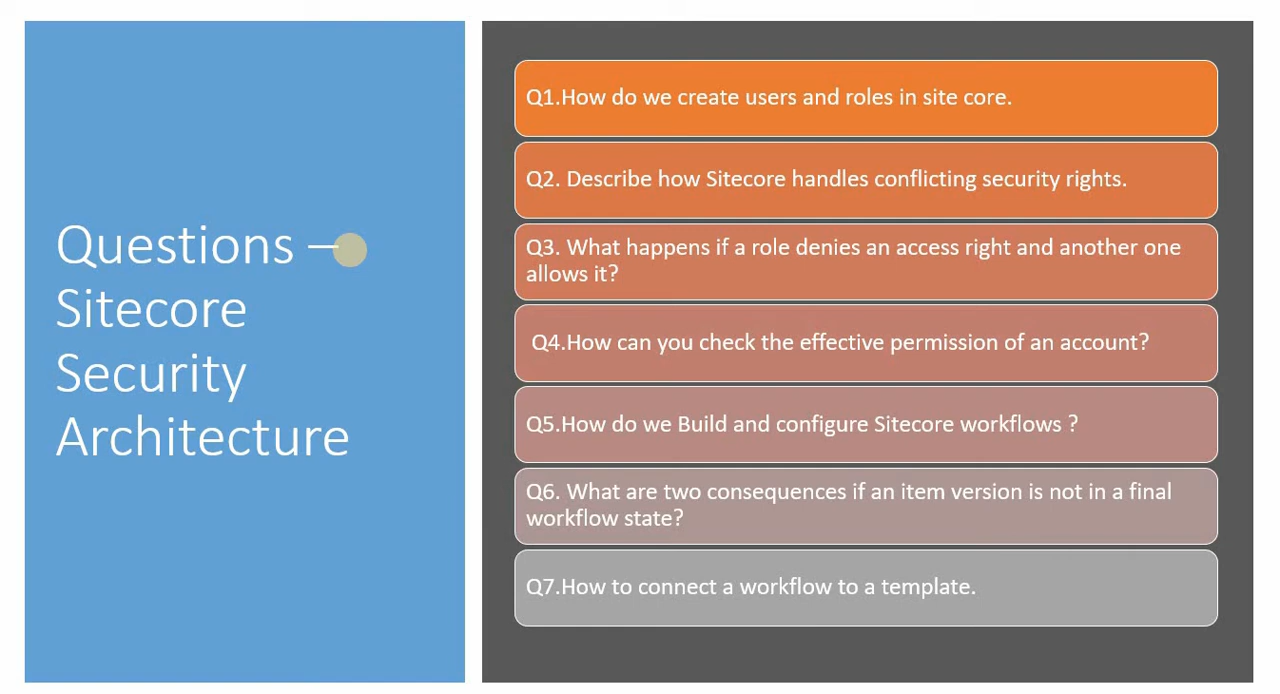 Questions –
Sitecore
Security
Architecture
Q1.How do we create users and roles in site core.
Q2. Describe how Sitecore handles conflicting security rights.
Q3. What happens if a role denies an access right and another one
allows it?
Q4.How can you check the effective permission of an account?
Q5.How do we Build and configure Sitecore workflows ?
Q6. What are two consequences if an item version is not in a final
workflow state?
Q7.How to connect a workflow to a template.